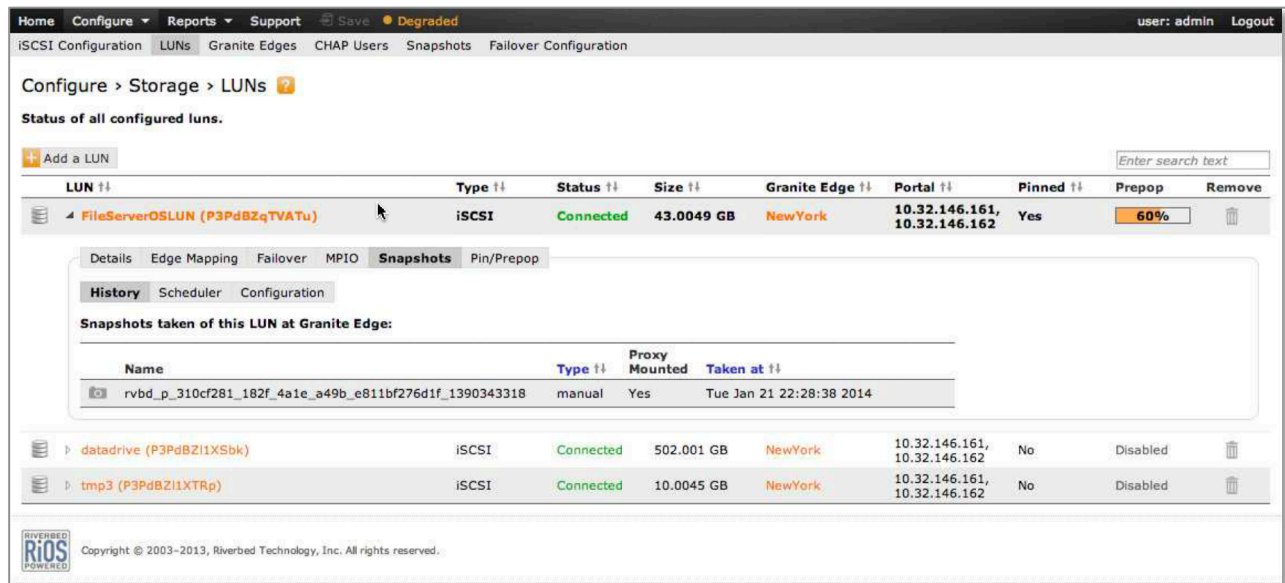 Home Configure Reports Support Save Degraded user: admin Logout
iSCSI Configuration LUNs Granite Edges CHAP Users Snapshots Failover Configuration
Configure > Storage > LUNs ?
Status of all configured luns.
Add a LUN Enter search text
LUN Type Status Size Granite Edge Portal Pinned Prepop Remove
FileServerOSLUN (P3PdBZqTVATu) iSCSI Connected 43.0049 GB NewYork 10.32.146.161, Yes 60%
10.32.146.162
Details Edge Mapping Failover MPIO Snapshots Pin/Prepop
History Scheduler Configuration
Snapshots taken of this LUN at Granite Edge:
Proxy
Name Type Mounted Taken at
rvbd_p_310cf281_182f_4a1e_a49b_e811bf276d1f_1390343318 manual Yes Tue Jan 21 22:28:38 2014
datadrive (P3PdBZl1XSbk) iSCSI Connected 502.001 GB NewYork 10.32.146.161, No Disabled
10.32.146.162
tmp3 (P3PdBZl1XTRp) iSCSI Connected 10.0045 GB NewYork 10.32.146.161, No Disabled
10.32.146.162
RIVERBED
RiOS
POWERED
Copyright © 2003-2013, Riverbed Technology, Inc. All rights reserved.